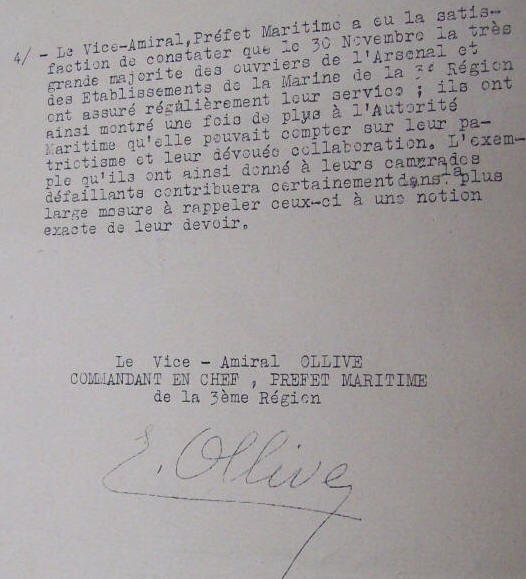 4/ - Le Vice-Amiral, Préfet Maritime a eu la satis-
faction de constater que le 30 Novembre la très
grande majorite des ouvriers de l'Arsenal et
des Etablissements de la Marine de la 3è Région
ont assuré régulièrement leur service ; ils ont
ainsi montré une fois de plys à l'Autorité
Maritime qu'elle pouvait compter sur leur pa-
triotisme et leur dévouée collaboration. L'exem-
ple qu'ils ont ainsi donné à leurs camarades
défaillants contribuera certainement dans la plus
large mesure à rappeler ceux-ci à une notion
exacte de leur devoir.
Le Vice - Amiral OLLIVE
COMMANDANT EN CHEF , PREFET MARITIME
de la 3ème Région
E. Ollive